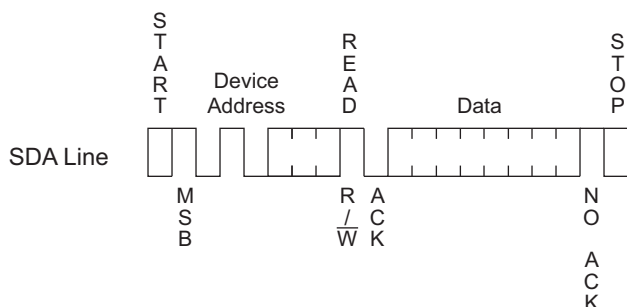 START
READ
STOP
Device
Address
Data
SDA Line
MSB
R/W
ACK
NO ACK